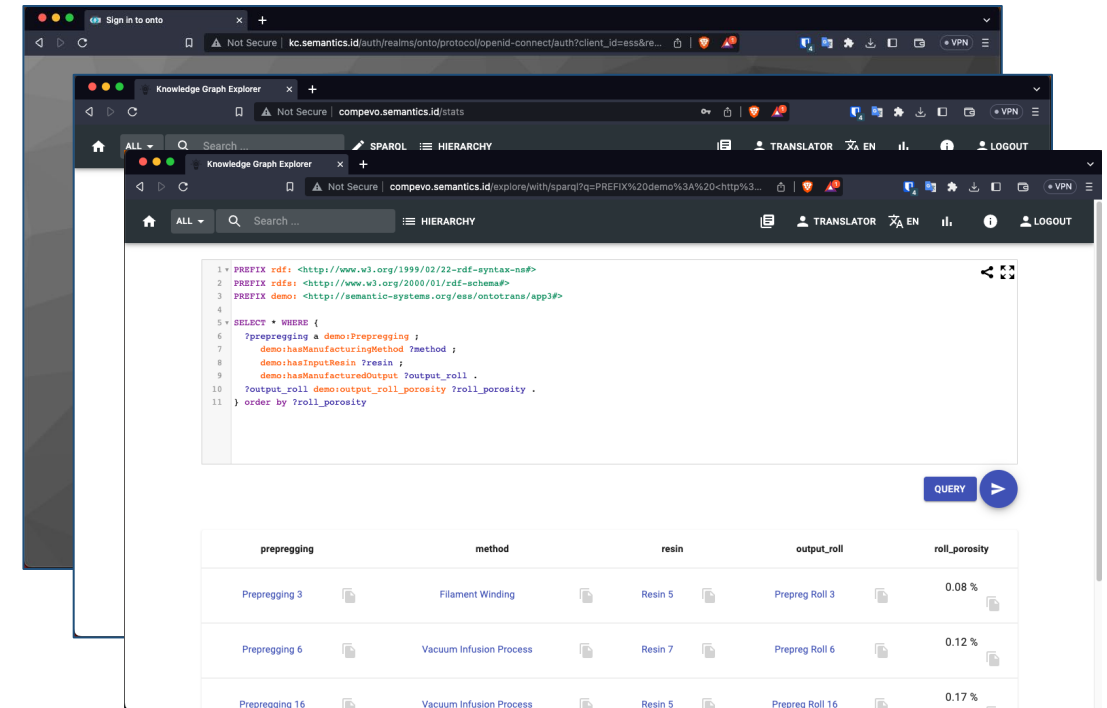 Sign in to onto
Not Secure kc.semantics.id/auth/realms/onto/protocol/openid-connect/auth?client_id=ess&re...
4
VPN
Knowledge Graph Explorer
Not Secure compevo.semantics.id/stats
4
VPN
ALL Search ... SPARQL HIERARCHY TRANSLATOR EN LOGOUT
Knowledge Graph Explorer
Not Secure compevo.semantics.id/explore/with/sparql?q=PREFIX%20demo%3A%20<http%3...
4
VPN
ALL Search ... HIERARCHY TRANSLATOR EN LOGOUT
1 PREFIX rdf: <http://www.w3.org/1999/02/22-rdf-syntax-ns#>
2 PREFIX rdfs: <http://www.w3.org/2000/01/rdf-schema#>
3 PREFIX demo: <http://semantic-systems.org/ess/ontotrans/app3#>
4
5 SELECT * WHERE {
6 ?prepregging a demo:Prepregging ;
7 demo:hasManufacturingMethod ?method ;
8 demo:hasInputResin ?resin ;
9 demo:hasManufacturedOutput ?output_roll .
10 ?output_roll demo:output_roll_porosity ?roll_porosity .
11 } order by ?roll_porosity
QUERY
prepregging method resin output_roll roll_porosity
Prepregging 3 Filament Winding Resin 5 Prepreg Roll 3 0.08 %
Prepregging 6 Vacuum Infusion Process Resin 7 Prepreg Roll 6 0.12 %
Prepregging 16 Vacuum Infusion Process Resin 5 Prepreg Roll 16 0.17 %